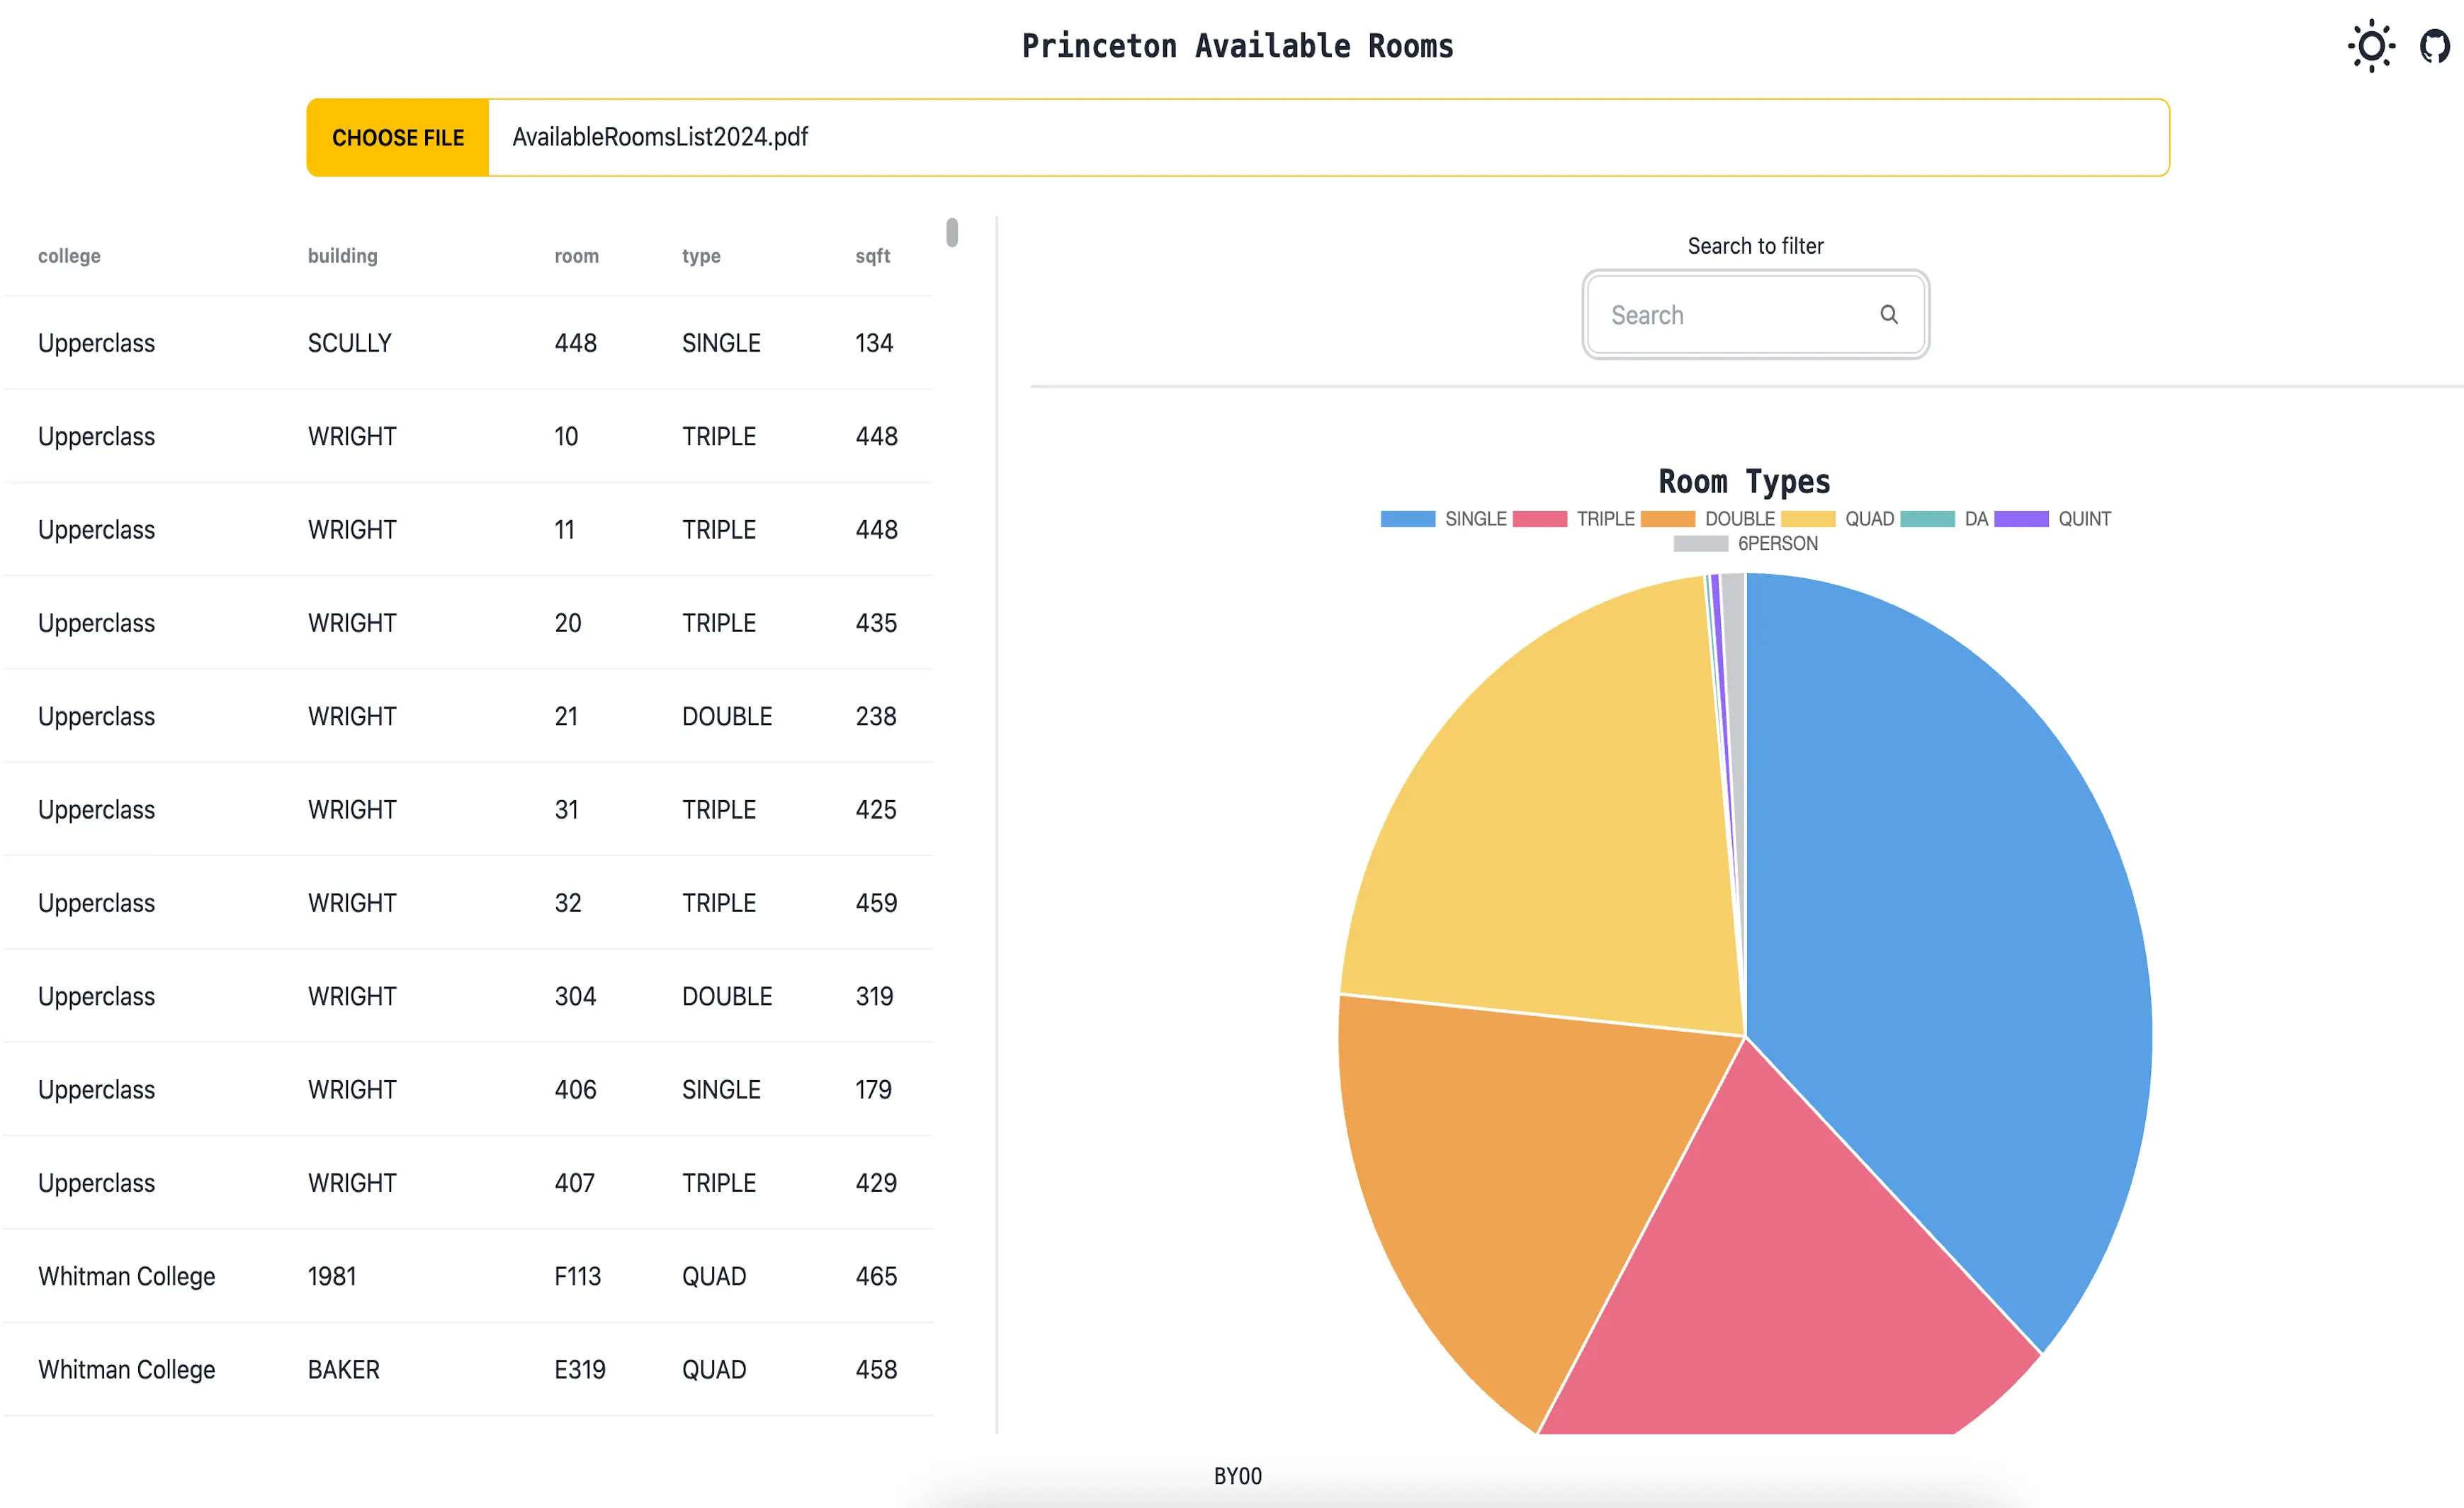 Princeton Available Rooms
CHOOSE FILE AvailableRoomsList2024.pdf
college building room type sqft
Upperclass SCULLY 448 SINGLE 134
Upperclass WRIGHT 10 TRIPLE 448
Upperclass WRIGHT 11 TRIPLE 448
Upperclass WRIGHT 20 TRIPLE 435
Upperclass WRIGHT 21 DOUBLE 238
Upperclass WRIGHT 31 TRIPLE 425
Upperclass WRIGHT 32 TRIPLE 459
Upperclass WRIGHT 304 DOUBLE 319
Upperclass WRIGHT 406 SINGLE 179
Upperclass WRIGHT 407 TRIPLE 429
Whitman College 1981 F113 QUAD 465
Whitman College BAKER E319 QUAD 458
Search to filter
Search
Room Types
SINGLE TRIPLE DOUBLE QUAD DA QUINT
6PERSON
BY00